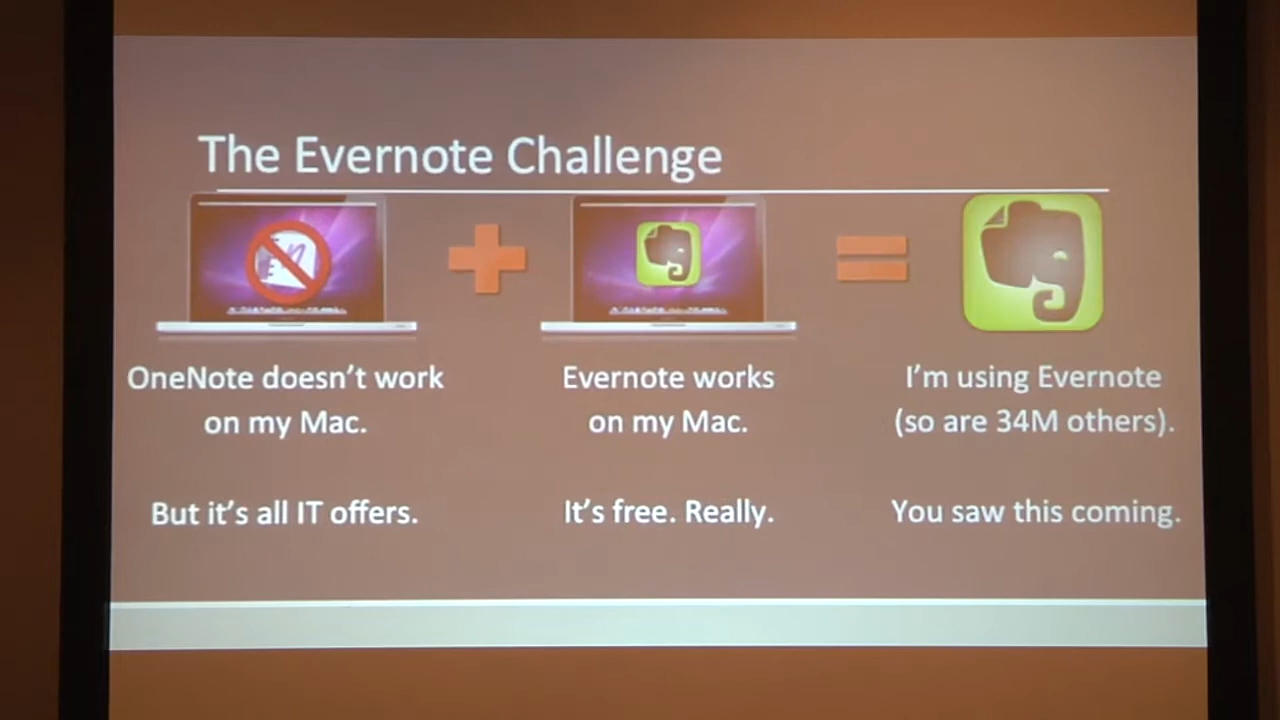 The Evernote Challenge
OneNote doesn't work
on my Mac.
But it's all IT offers.
Evernote works
on my Mac.
It's free. Really.
I'm using Evernote
(so are 34M others).
You saw this coming.